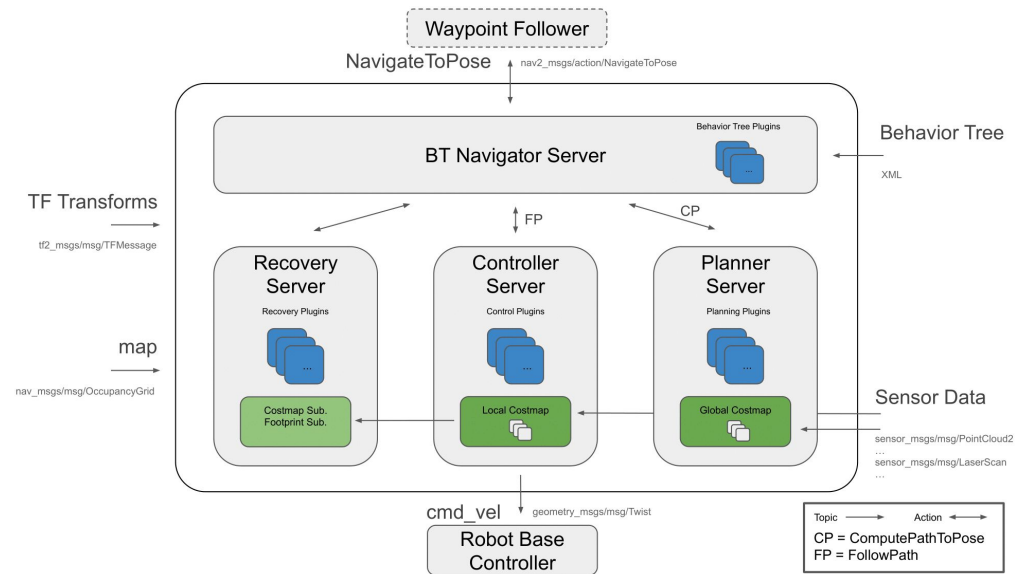 Waypoint Follower
NavigateToPose
nav2_msgs/action/NavigateToPose
Behavior Tree Plugins
...
BT Navigator Server
Behavior Tree
XML
TF Transforms
tf2_msgs/msg/TFMessage
FP
CP
Recovery
Server
Recovery Plugins
...
Controller
Server
Control Plugins
...
Planner
Server
Planning Plugins
...
map
nav_msgs/msg/OccupancyGrid
Costmap Sub.
Footprint Sub.
Local Costmap
Global Costmap
Sensor Data
sensor_msgs/msg/PointCloud2
...
sensor_msgs/msg/LaserScan
...
cmd_vel
geometry_msgs/msg/Twist
Robot Base
Controller
Topic
Action
CP = ComputePathToPose
FP = FollowPath